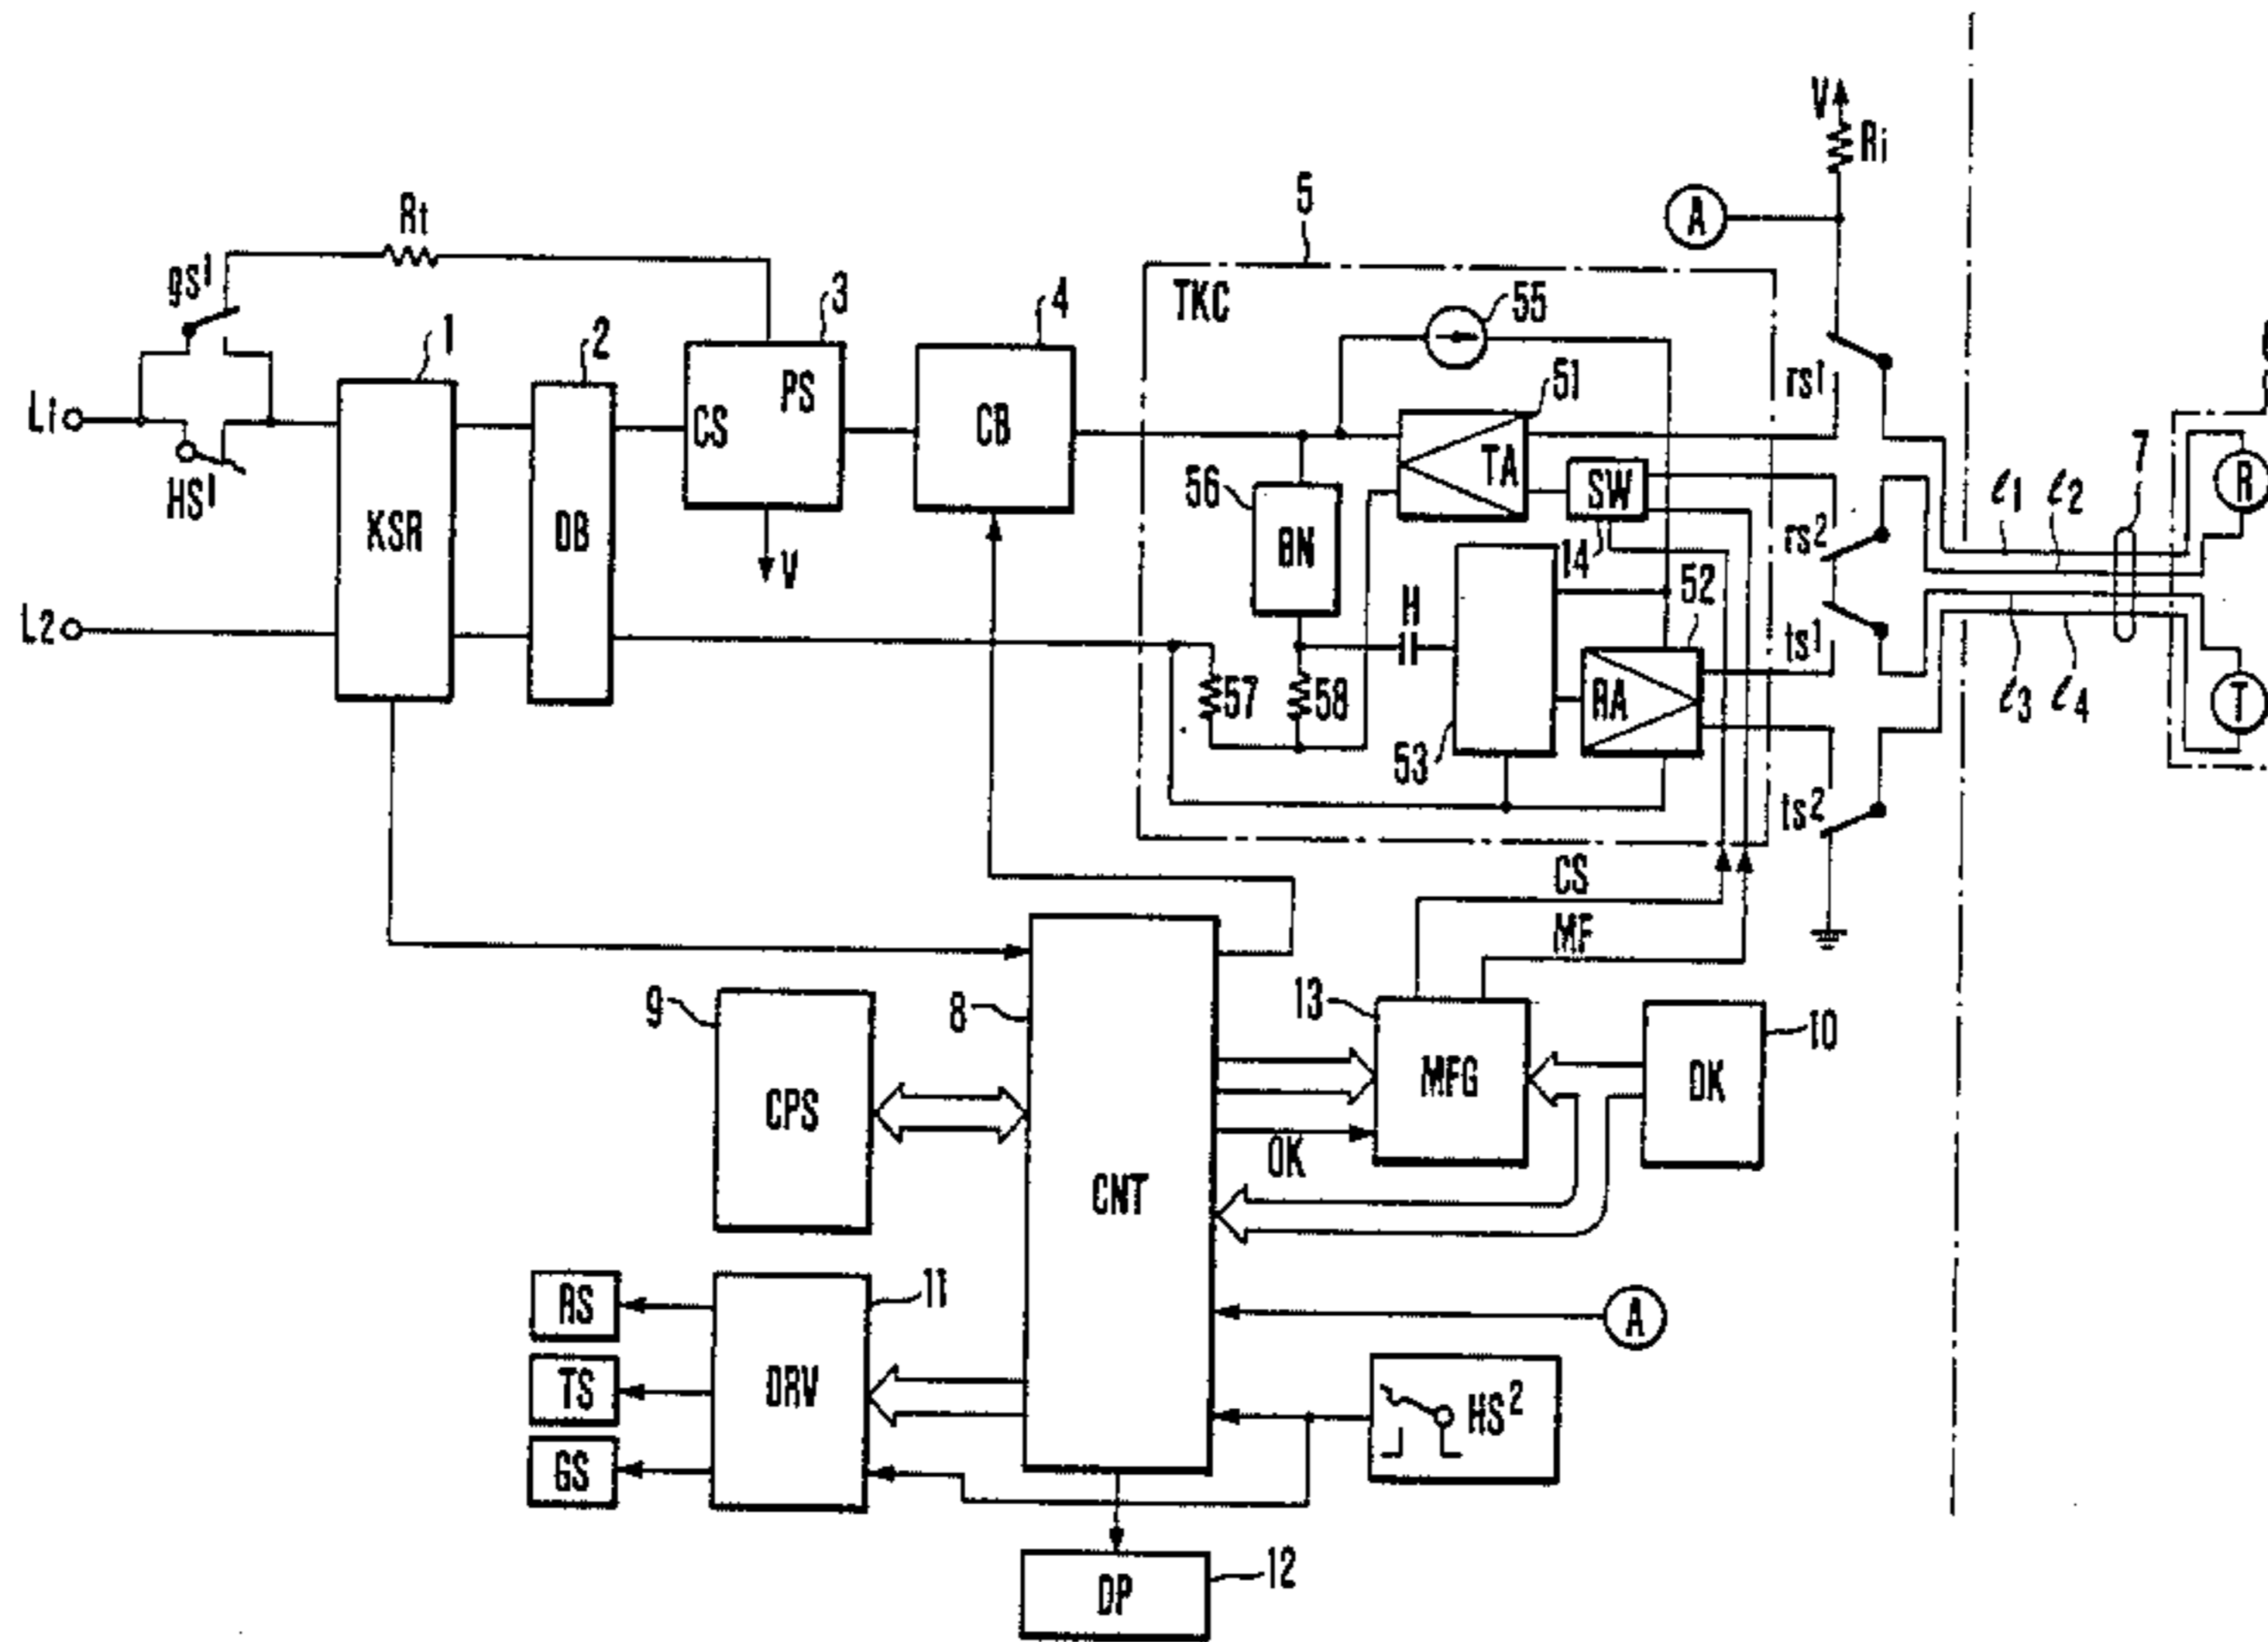 V
Ri
A
5
Rt
gs1
3
4
TKC
55
1
2
PS
51
rs1
L1
CS
CB
TA
7
R
HS1
56
SW
l1
l2
KSR
DB
BN
rs2
V
14
52
H
ts1
L2
57
58
RA
l3
l4
T
53
ts2
CS
MF
9
8
13
10
CPS
MFG
DK
OK
CNT
RS
11
A
TS
DRV
HS2
GS
DP
12